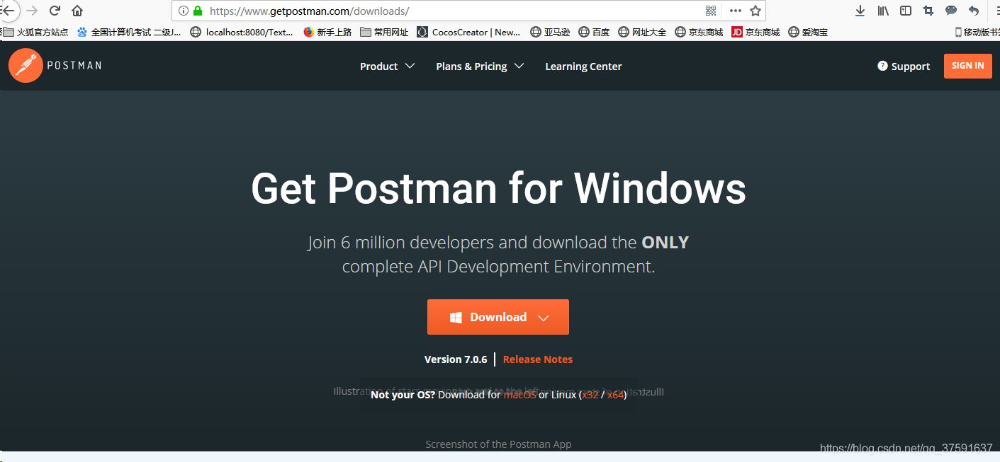 https://www.getpostman.com/downloads/
火狐官方站点 全国计算机考试 二级J... localhost:8080/Text... 新手上路 常用网址 CocosCreator | New... 亚马逊 百度 网址大全 京东商城 JD 京东商城 爱淘宝 移动版书签
POSTMAN Product Plans & Pricing Learning Center ? Support SIGN IN
Get Postman for Windows
Join 6 million developers and download the ONLY
complete API Development Environment.
Download
Version 7.0.6 | Release Notes
Illustration of stars moving
Not your OS? Download for macOS or Linux (x32 / x64)
Screenshot of the Postman App
https://blog.csdn.net/qq_37591637